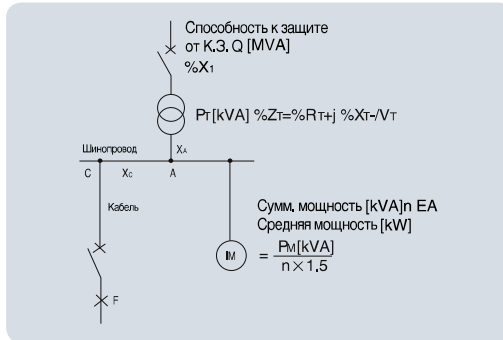 Способность к защите
от К.З. Q [MVA]
%X1
PT[kVA] %ZT=%RT+j %XT-/VT
Шинопровод
XA
C
XC
A
Кабель
Сумм. мощность [kVA]n EA
Средняя мощность [kW]
IM
= PM[kVA]
n×1.5
F